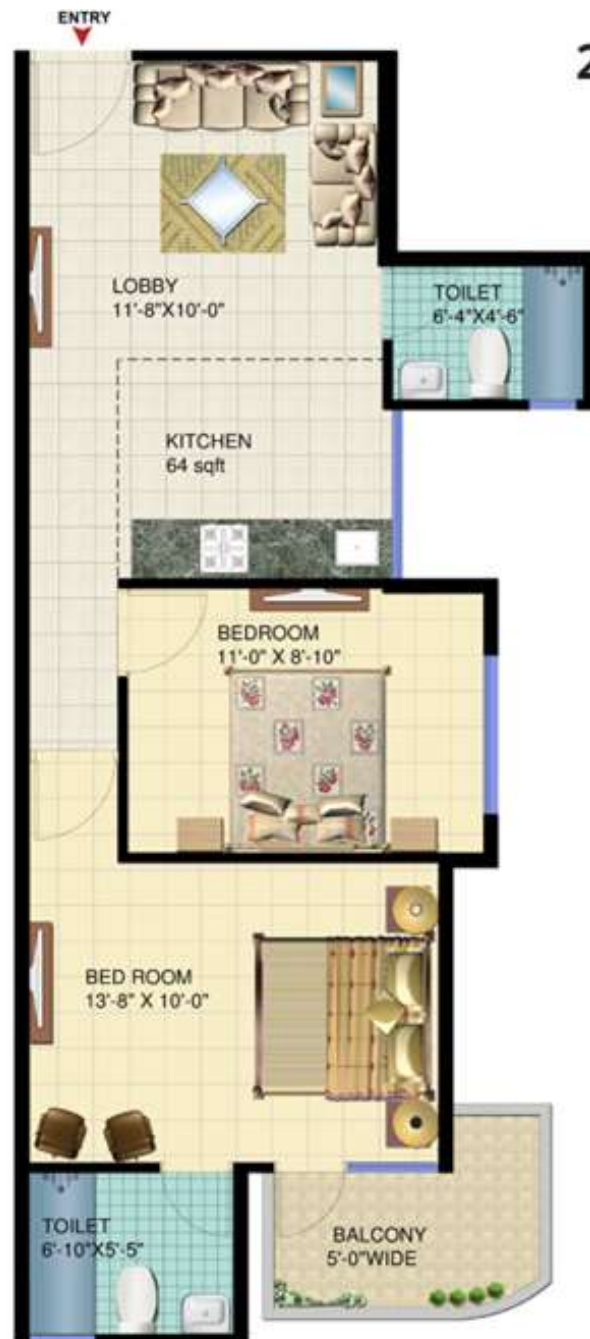 ENTRY
2
LOBBY
11'-8"X10'-0"
TOILET
6'-4"X4'-6"
KITCHEN
64 sqft
BEDROOM
11'-0" X 8'-10"
BED ROOM
13'-8" X 10'-0"
TOILET
6'-10"X5'-5"
BALCONY
5'-0"WIDE